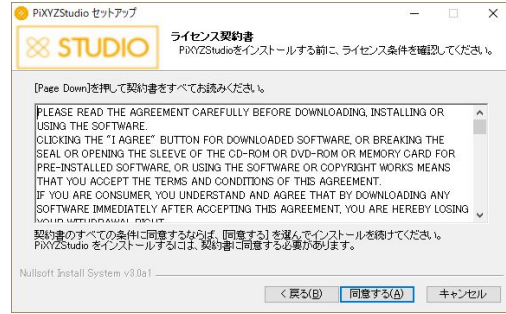 PiXYZStudio セットアップ
STUDIO
ライセンス契約書
PiXYZStudioをインストールする前に、ライセンス条件を確認してください。
[Page Down]を押して契約書をすべてお読みください。
PLEASE READ THE AGREEMENT CAREFULLY BEFORE DOWNLOADING, INSTALLING OR
USING THE SOFTWARE.
CLICKING THE "I AGREE" BUTTON FOR DOWNLOADED SOFTWARE, OR BREAKING THE
SEAL OR OPENING THE SLEEVE OF THE CD-ROM OR DVD-ROM OR MEMORY CARD FOR
PRE-INSTALLED SOFTWARE, OR USING THE SOFTWARE OR COPYRIGHT WORKS MEANS
THAT YOU ACCEPT THE TERMS AND CONDITIONS OF THIS AGREEMENT.
IF YOU ARE CONSUMER, YOU UNDERSTAND AND AGREE THAT BY DOWNLOADING ANY
SOFTWARE IMMEDIATELY AFTER ACCEPTING THIS AGREEMENT, YOU ARE HEREBY LOSING
YOUR WITHDRAWAL RIGHT
契約書のすべての条件に同意するならば、[同意する] を選んでインストールを続けてください。
PiXYZStudio をインストールするには、契約書に同意する必要があります。
Nullsoft Install System v3.0a1
< 戻る(B)
同意する(A)
キャンセル